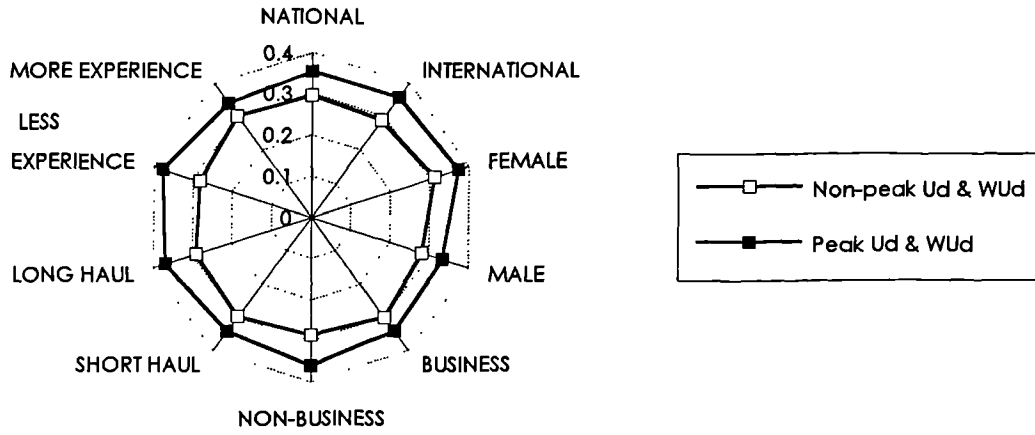 NATIONAL
0.4
MORE EXPERIENCE
INTERNATIONAL
0.3
LESS
EXPERIENCE
0.2
FEMALE
0.1
0
LONG HAUL
MALE
SHORT HAUL
BUSINESS
NON-BUSINESS
Non-peak Ud & WUd
Peak Ud & WUd